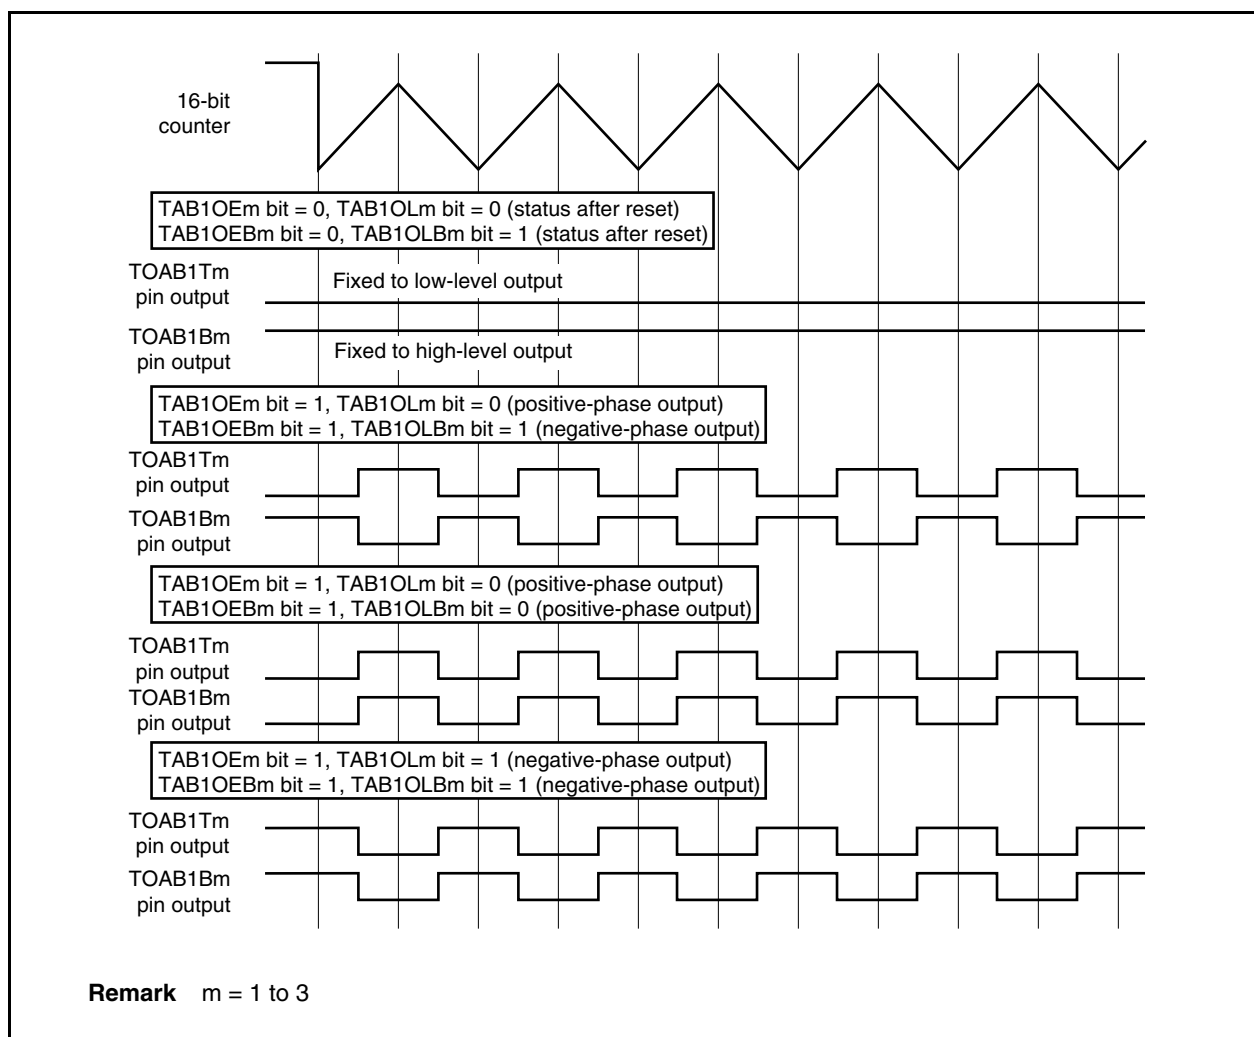 16-bit
counter
TAB1OEm bit = 0, TAB1OLm bit = 0 (status after reset)
TAB1OEBm bit = 0, TAB1OLBm bit = 1 (status after reset)
TOAB1Tm
pin output
Fixed to low-level output
TOAB1Bm
pin output
Fixed to high-level output
TAB1OEm bit = 1, TAB1OLm bit = 0 (positive-phase output)
TAB1OEBm bit = 1, TAB1OLBm bit = 1 (negative-phase output)
TOAB1Tm
pin output
TOAB1Bm
pin output
TAB1OEm bit = 1, TAB1OLm bit = 0 (positive-phase output)
TAB1OEBm bit = 1, TAB1OLBm bit = 0 (positive-phase output)
TOAB1Tm
pin output
TOAB1Bm
pin output
TAB1OEm bit = 1, TAB1OLm bit = 1 (negative-phase output)
TAB1OEBm bit = 1, TAB1OLBm bit = 1 (negative-phase output)
TOAB1Tm
pin output
TOAB1Bm
pin output
Remark m = 1 to 3